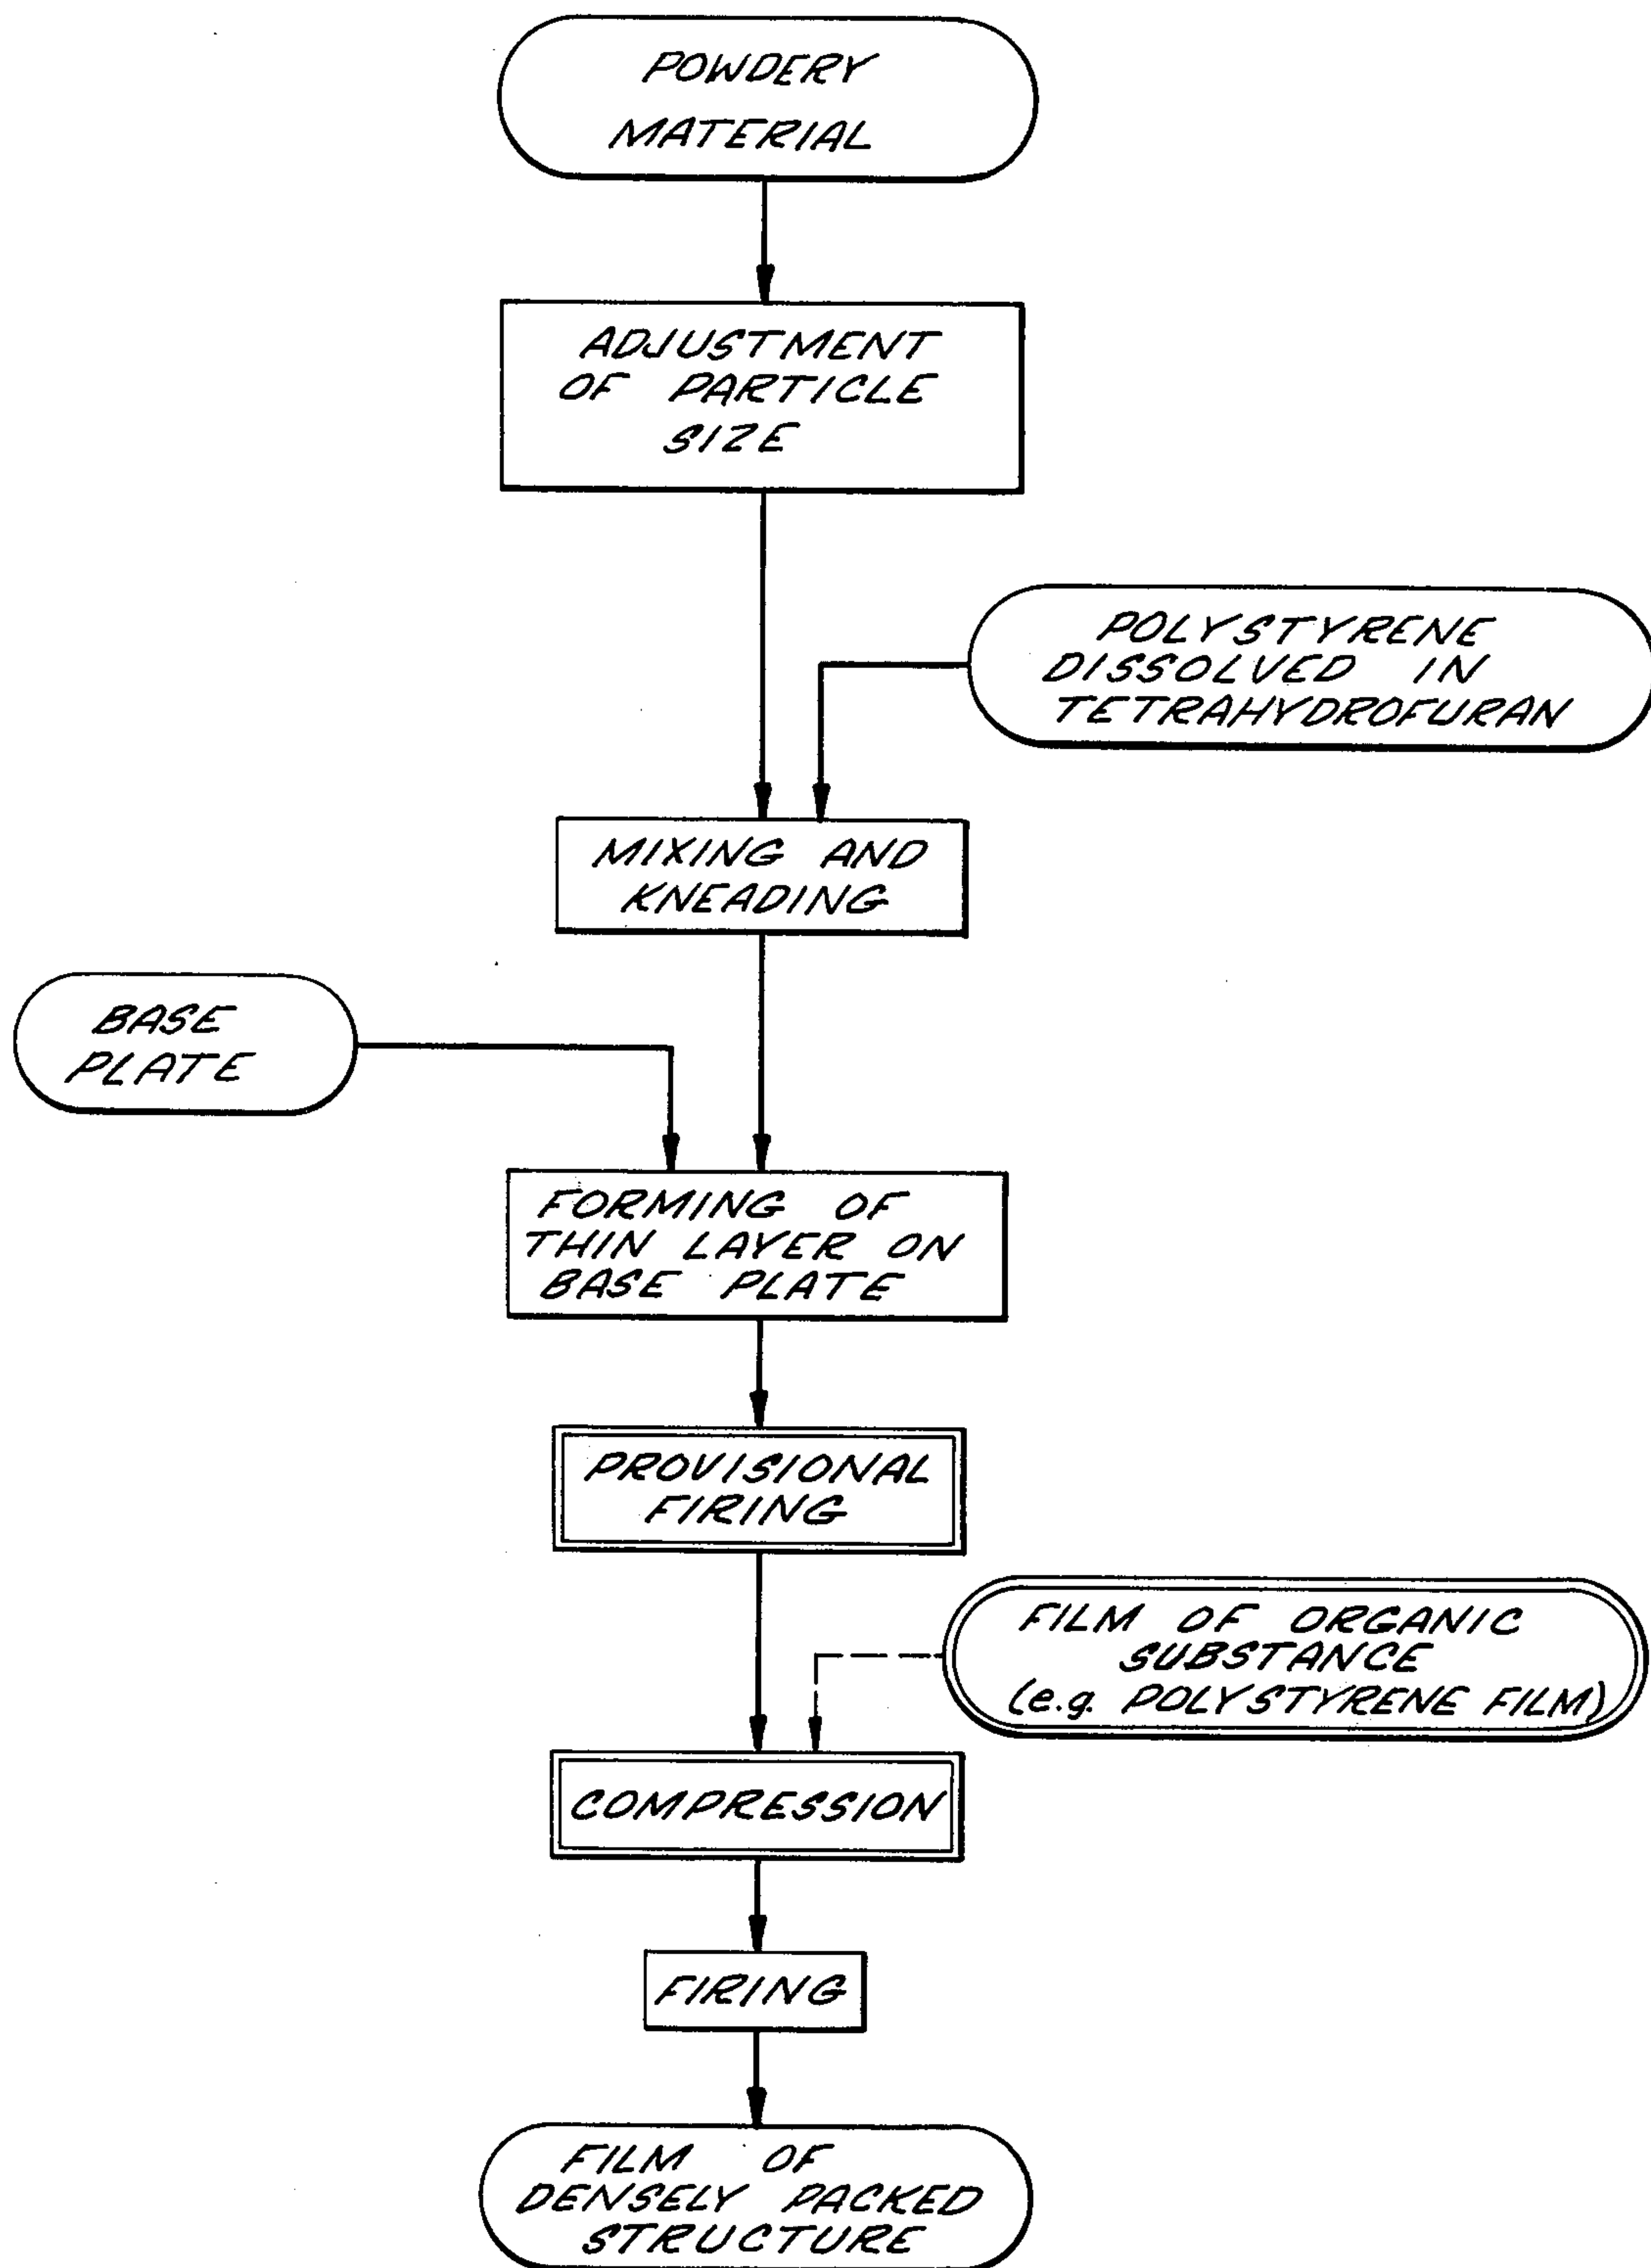 POWDERY
MATERIAL
ADJUSTMENT
OF PARTICLE
SIZE
POLYSTYRENE
DISSOLVED IN
TETRAHYDROFURAN
MIXING AND
KNEADING
BASE
PLATE
FORMING OF
THIN LAYER ON
BASE PLATE
PROVISIONAL
FIRING
FILM OF ORGANIC
SUBSTANCE
(e.g. POLYSTYRENE FILM)
COMPRESSION
FIRING
FILM OF
DENSELY PACKED
STRUCTURE